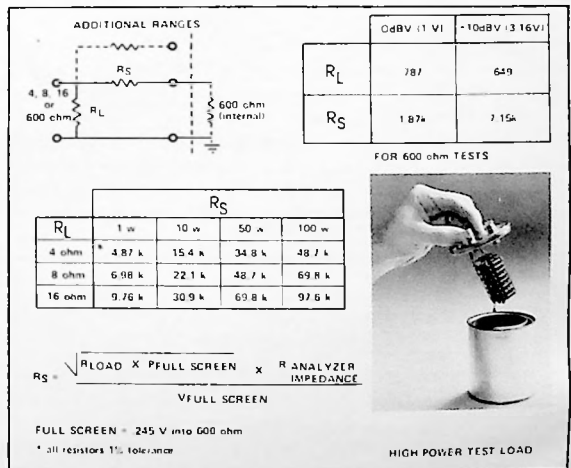 ADDITIONAL RANGES
RS
4, 8, 16
or
600 ohm
RL
600 ohm
(internal)
0dBV (1 V) -10dBV (3.16V)
RL 787 649
RS 1.87k 7.15k
FOR 600 ohm TESTS
RS
RL 1 w 10 w 50 w 100 w
4 ohm * 4.87 k 15.4 k 34.8 k 48.7 k
8 ohm 6.98 k 22.1 k 48.7 k 69.8 k
16 ohm 9.76 k 30.9 k 69.8 k 97.6 k
RS = √ RLOAD X PFULL SCREEN x R ANALYZER IMPEDANCE
VFULL SCREEN
FULL SCREEN = .245 V into 600 ohm
* all resistors 1% tolerance
HIGH POWER TEST LOAD